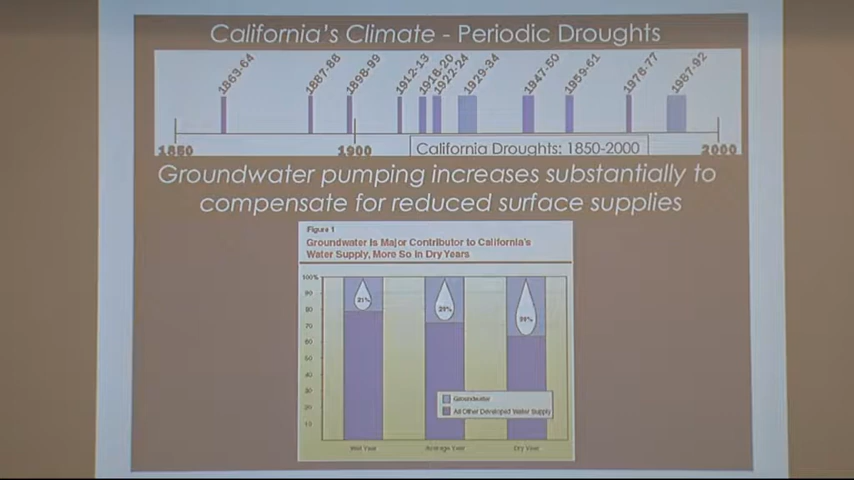 California's Climate - Periodic Droughts
1863-64
1887-88
1898-99
1912-13
1918-20
1922-24
1929-34
1947-50
1959-61
1976-77
1987-92
1850
1900
2000
California Droughts: 1850-2000
Groundwater pumping increases substantially to
compensate for reduced surface supplies
Figure 1
Groundwater Is Major Contributor to California's
Water Supply, More So in Dry Years
100%
90
80
70
60
50
40
30
20
10
21%
Groundwater
All Other Developed Water Supply
Wet Year
Average Year
Dry Year